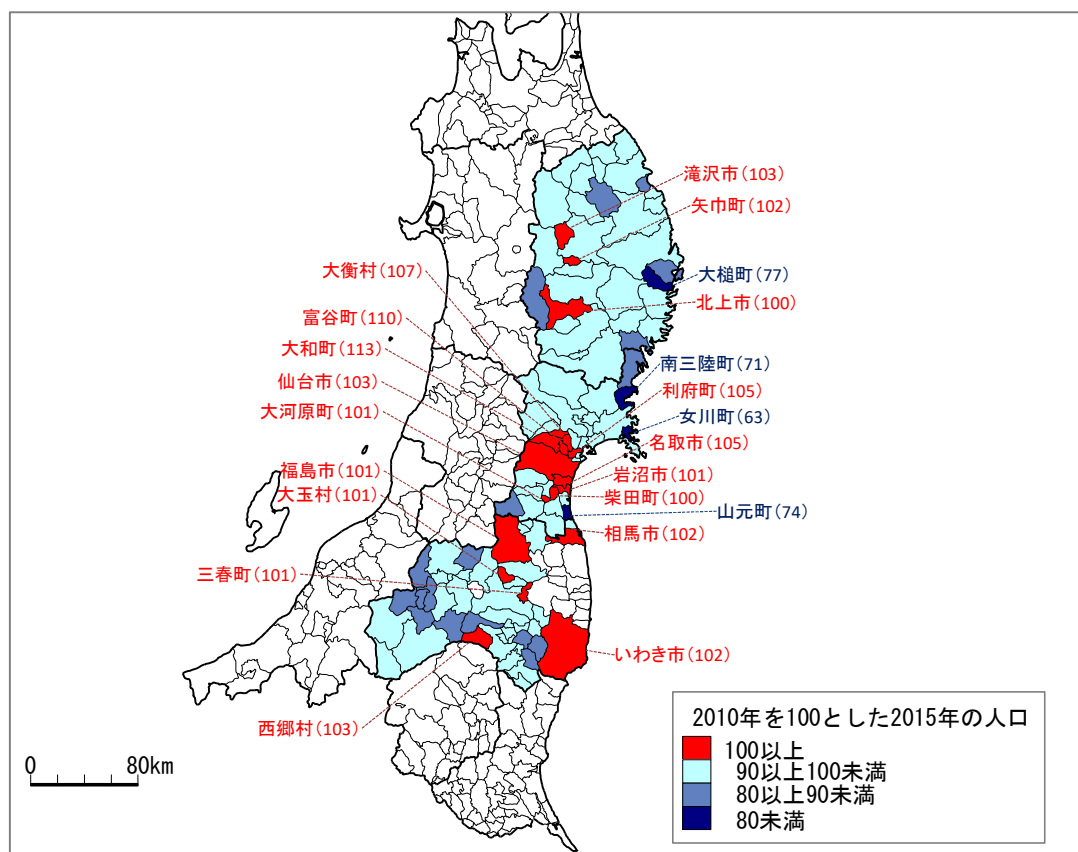 滝沢市(103)
矢巾町(102)
大衡村(107)
大槌町(77)
北上市(100)
富谷町(110)
大和町(113)
仙台市(103)
大河原町(101)
南三陸町(71)
利府町(105)
女川町(63)
名取市(105)
福島市(101)
岩沼市(101)
大玉村(101)
柴田町(100)
山元町(74)
相馬市(102)
三春町(101)
いわき市(102)
西郷村(103)
0 80km
2010年を100とした2015年の人口
100以上
90以上100未満
80以上90未満
80未満